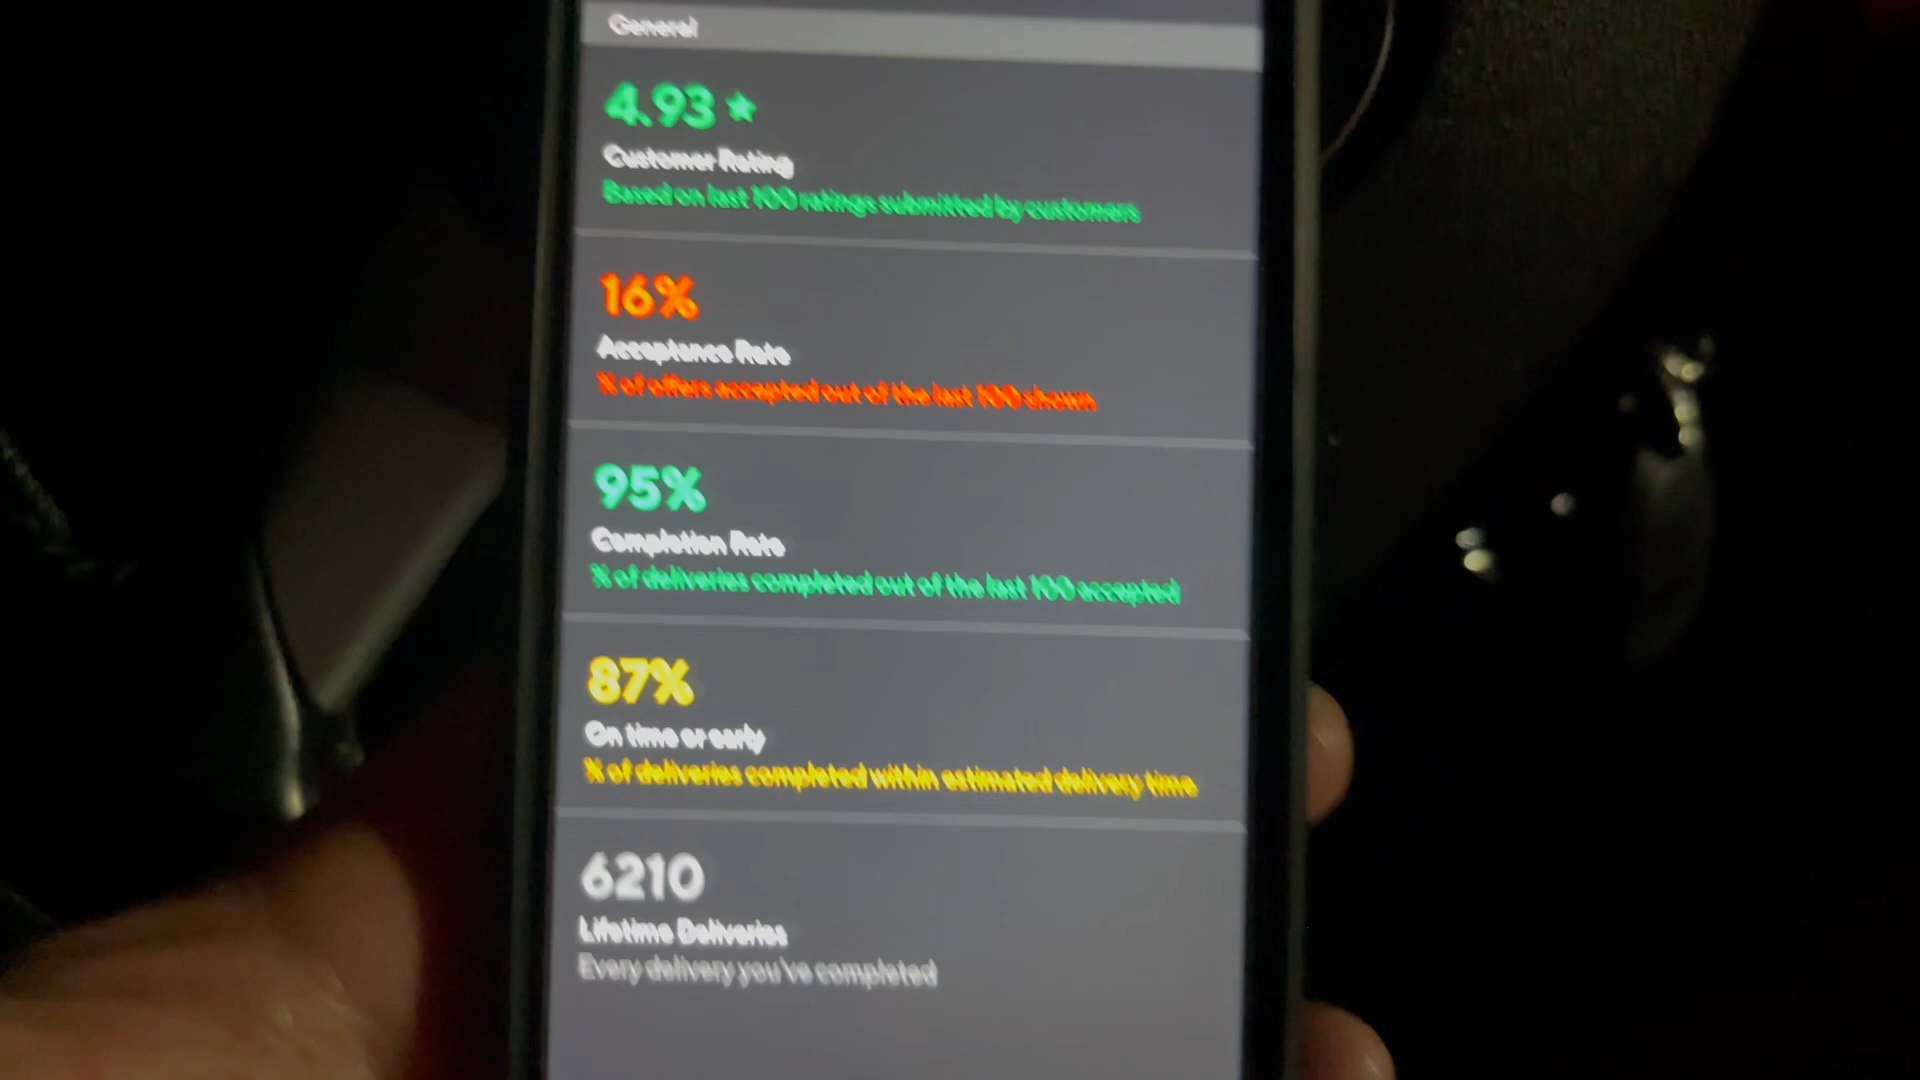 General
4.93 ★
Customer Rating
Based on last 100 ratings submitted by customers
16%
Acceptance Rate
% of offers accepted out of the last 100 shown
95%
Completion Rate
% of deliveries completed out of the last 100 accepted
87%
On time or early
% of deliveries completed within estimated delivery time
6210
Lifetime Deliveries
Every delivery you've completed